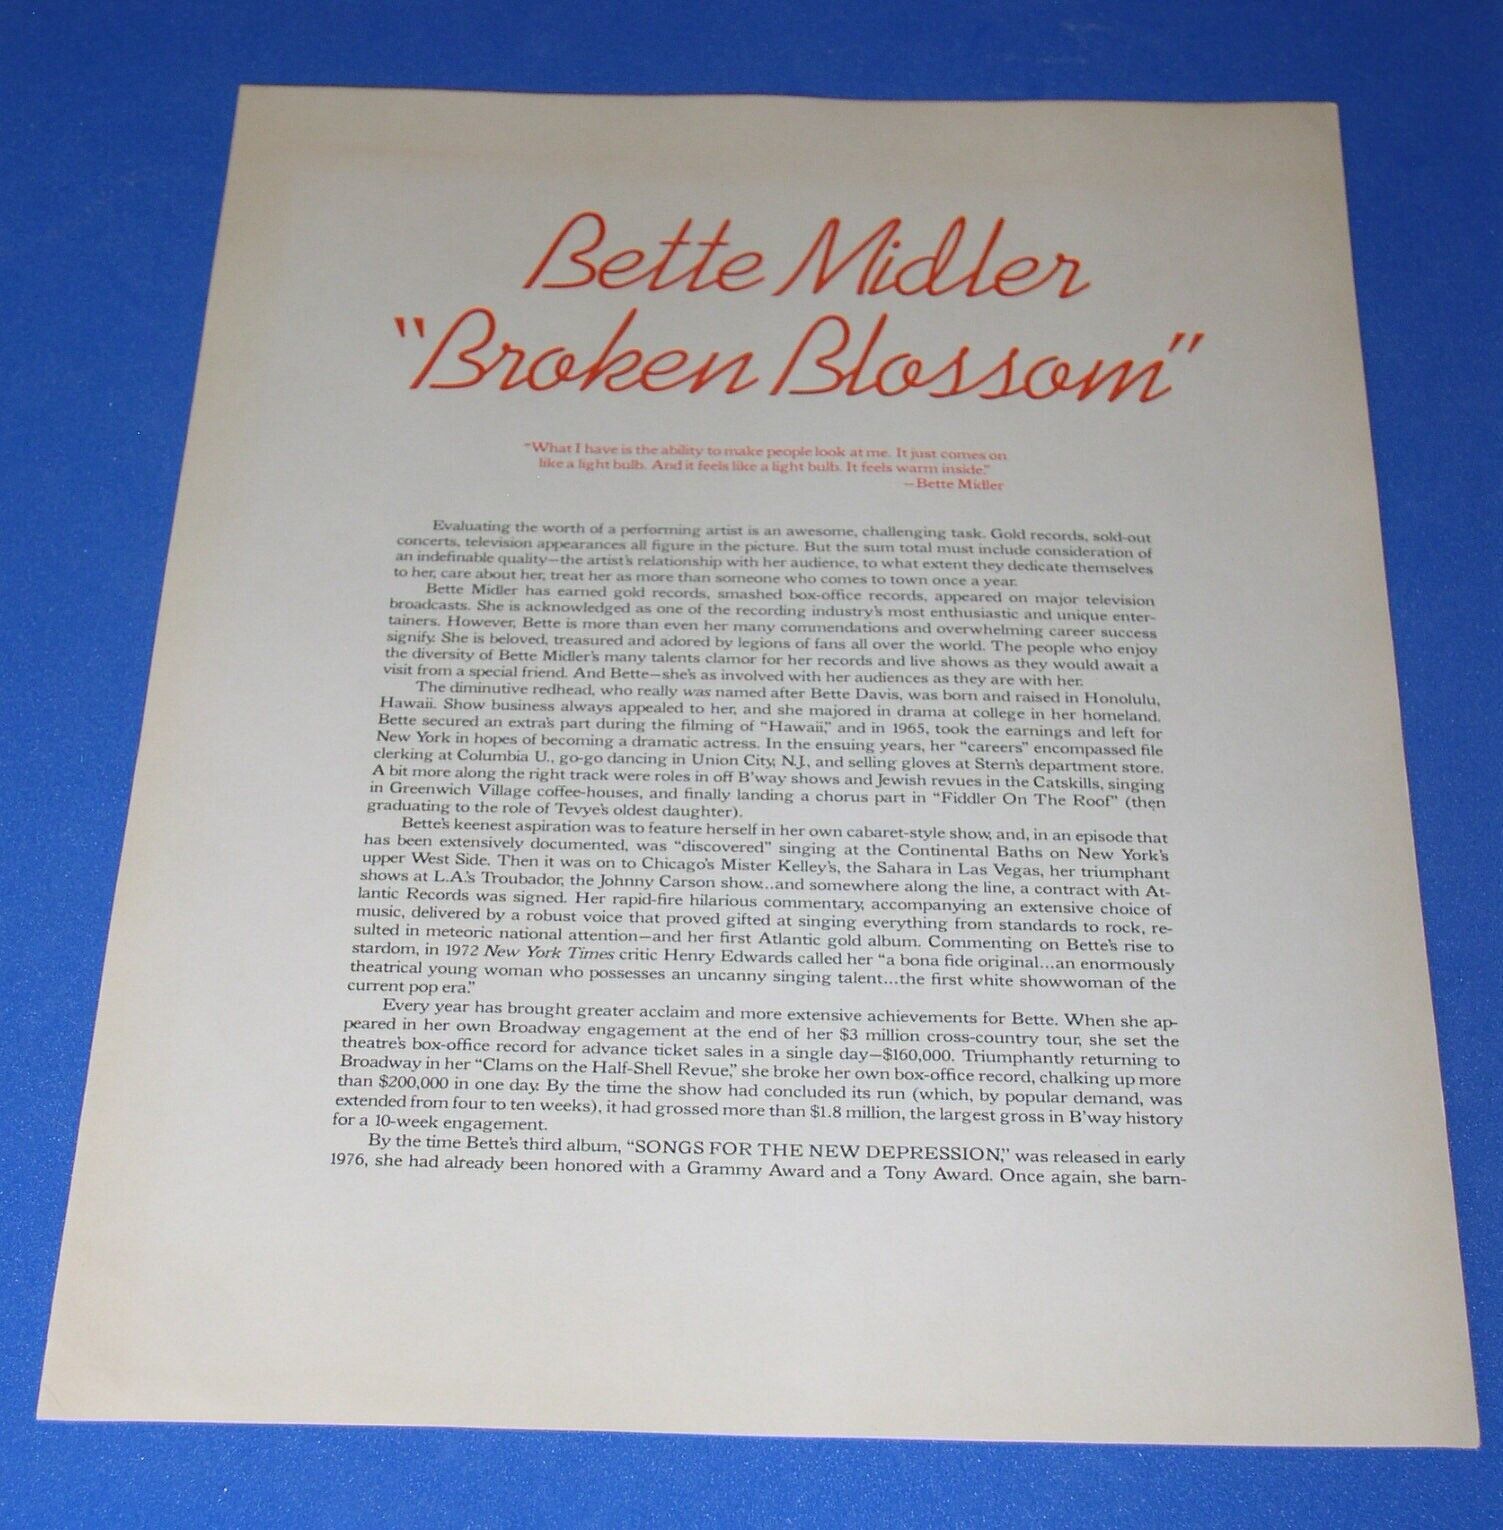 Bette Midler
"Broken Blossom"
"What I have is the ability to make people look at me. It just comes on
like a light bulb. And it feels like a light bulb. It feels warm inside."
—Bette Midler
Evaluating the worth of a performing artist is an awesome, challenging task. Gold records, sold-out
concerts, television appearances all figure in the picture. But the sum total must include consideration of
an indefinable quality—the artist's relationship with her audience, to what extent they dedicate themselves
to her, care about her, treat her as more than someone who comes to town once a year.
Bette Midler has earned gold records, smashed box-office records, appeared on major television
broadcasts. She is acknowledged as one of the recording industry's most enthusiastic and unique enter-
tainers. However, Bette is more than even her many commendations and overwhelming career success
signify. She is beloved, treasured and adored by legions of fans all over the world. The people who enjoy
the diversity of Bette Midler's many talents clamor for her records and live shows as they would await a
visit from a special friend. And Bette—she's as involved with her audiences as they are with her.
The diminutive redhead, who really was named after Bette Davis, was born and raised in Honolulu,
Hawaii. Show business always appealed to her, and she majored in drama at college in her homeland.
Bette secured an extra's part during the filming of "Hawaii," and in 1965, took the earnings and left for
New York in hopes of becoming a dramatic actress. In the ensuing years, her "careers" encompassed file
clerking at Columbia U., go-go dancing in Union City, N.J., and selling gloves at Stern's department store.
A bit more along the right track were roles in off B'way shows and Jewish revues in the Catskills, singing
in Greenwich Village coffee-houses, and finally landing a chorus part in "Fiddler On The Roof" (then
graduating to the role of Tevye's oldest daughter).
Bette's keenest aspiration was to feature herself in her own cabaret-style show, and, in an episode that
has been extensively documented, was "discovered" singing at the Continental Baths on New York's
upper West Side. Then it was on to Chicago's Mister Kelley's, the Sahara in Las Vegas, her triumphant
shows at L.A.'s Troubador, the Johnny Carson show...and somewhere along the line, a contract with At-
lantic Records was signed. Her rapid-fire hilarious commentary, accompanying an extensive choice of
music, delivered by a robust voice that proved gifted at singing everything from standards to rock, re-
sulted in meteoric national attention—and her first Atlantic gold album. Commenting on Bette's rise to
stardom, in 1972 New York Times critic Henry Edwards called her "a bona fide original...an enormously
theatrical young woman who possesses an uncanny singing talent...the first white showwoman of the
current pop era."
Every year has brought greater acclaim and more extensive achievements for Bette. When she ap-
peared in her own Broadway engagement at the end of her $3 million cross-country tour, she set the
theatre's box-office record for advance ticket sales in a single day—$160,000. Triumphantly returning to
Broadway in her "Clams on the Half-Shell Revue," she broke her own box-office record, chalking up more
than $200,000 in one day. By the time the show had concluded its run (which, by popular demand, was
extended from four to ten weeks), it had grossed more than $1.8 million, the largest gross in B'way history
for a 10-week engagement.
By the time Bette's third album, "SONGS FOR THE NEW DEPRESSION," was released in early
1976, she had already been honored with a Grammy Award and a Tony Award. Once again, she barn-